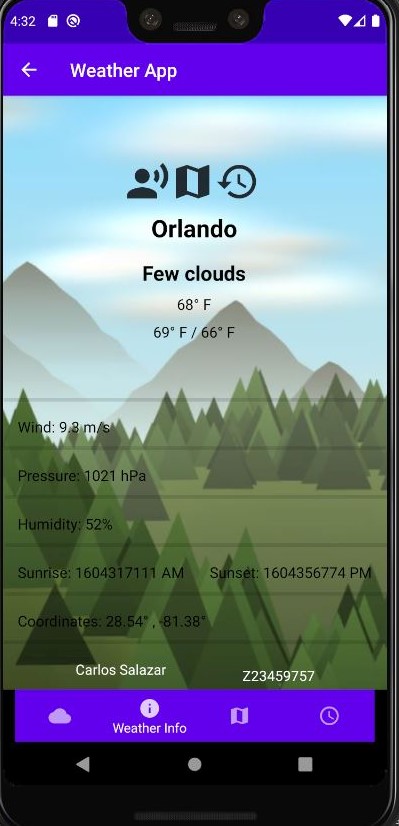 4:32
Weather App
Orlando
Few clouds
68° F
69° F / 66° F
Wind: 9.3 m/s
Pressure: 1021 hPa
Humidity: 52%
Sunrise: 1604317111 AM Sunset: 1604356774 PM
Coordinates: 28.54° , -81.38°
Carlos Salazar Z23459757
Weather Info